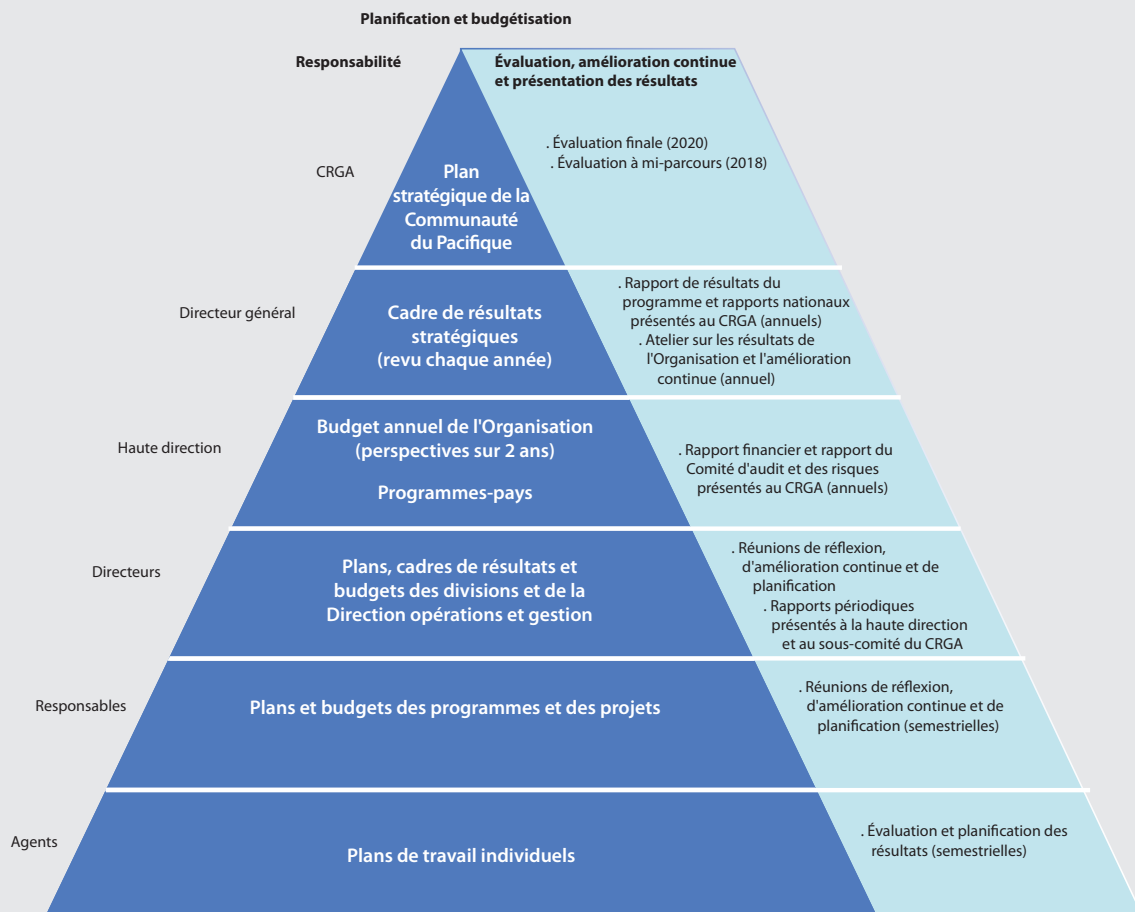 Planification et budgétisation
Responsabilité
Évaluation, amélioration continue
et présentation des résultats
CRGA
Plan
stratégique de la
Communauté
du Pacifique
. Évaluation finale (2020)
. Évaluation à mi-parcours (2018)
Directeur général
Cadre de résultats
stratégiques
(revu chaque année)
. Rapport de résultats du
programme et rapports nationaux
présentés au CRGA (annuels)
. Atelier sur les résultats de
l'Organisation et l'amélioration
continue (annuel)
Haute direction
Budget annuel de l'Organisation
(perspectives sur 2 ans)
Programmes-pays
. Rapport financier et rapport du
Comité d'audit et des risques
présentés au CRGA (annuels)
Directeurs
Plans, cadres de résultats et
budgets des divisions et de la
Direction opérations et gestion
. Réunions de réflexion,
d'amélioration continue et de
planification
. Rapports périodiques
présentés à la haute direction
et au sous-comité du CRGA
Responsables
Plans et budgets des programmes et des projets
. Réunions de réflexion,
d'amélioration continue et de
planification (semestrielles)
Agents
Plans de travail individuels
. Évaluation et planification des
résultats (semestrielles)